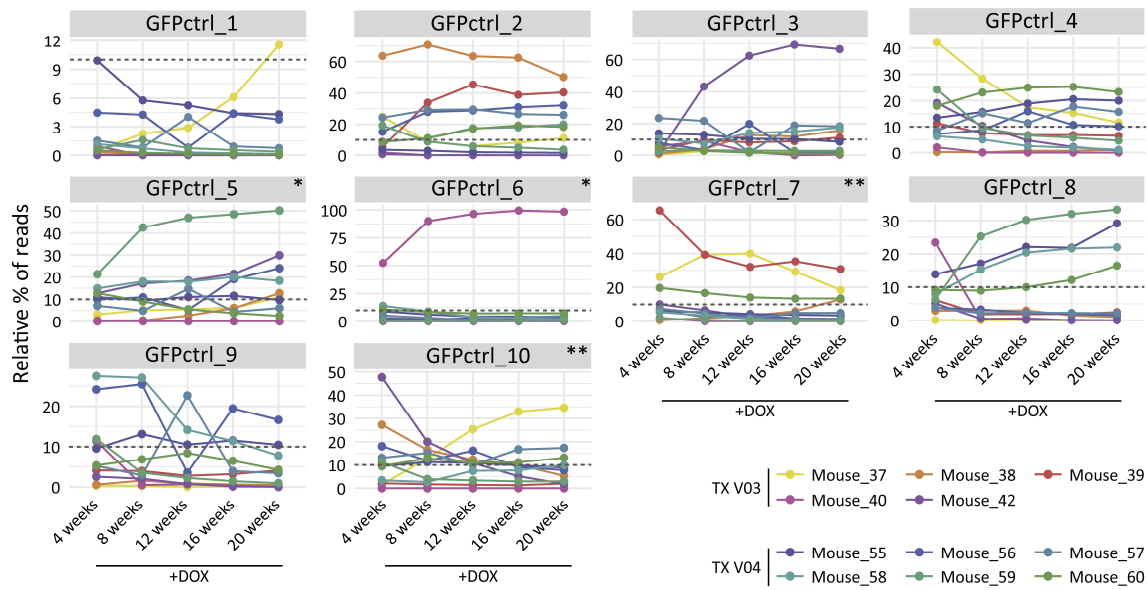 GFPctrl_1
GFPctrl_2
GFPctrl_3
GFPctrl_4
12
9
6
3
0
60
40
20
0
60
40
20
0
40
30
20
10
0
GFPctrl_5 *
GFPctrl_6 *
GFPctrl_7 **
GFPctrl_8
Relative % of reads
50
40
30
20
10
0
100
75
50
25
0
60
40
20
0
30
20
10
0
4 weeks
8 weeks
12 weeks
16 weeks
20 weeks
+DOX
4 weeks
8 weeks
12 weeks
16 weeks
20 weeks
+DOX
GFPctrl_9
GFPctrl_10 **
20
10
0
50
40
30
20
10
0
4 weeks
8 weeks
12 weeks
16 weeks
20 weeks
+DOX
4 weeks
8 weeks
12 weeks
16 weeks
20 weeks
+DOX
TX V03
Mouse_37 Mouse_38 Mouse_39
Mouse_40 Mouse_42
TX V04
Mouse_55 Mouse_56 Mouse_57
Mouse_58 Mouse_59 Mouse_60